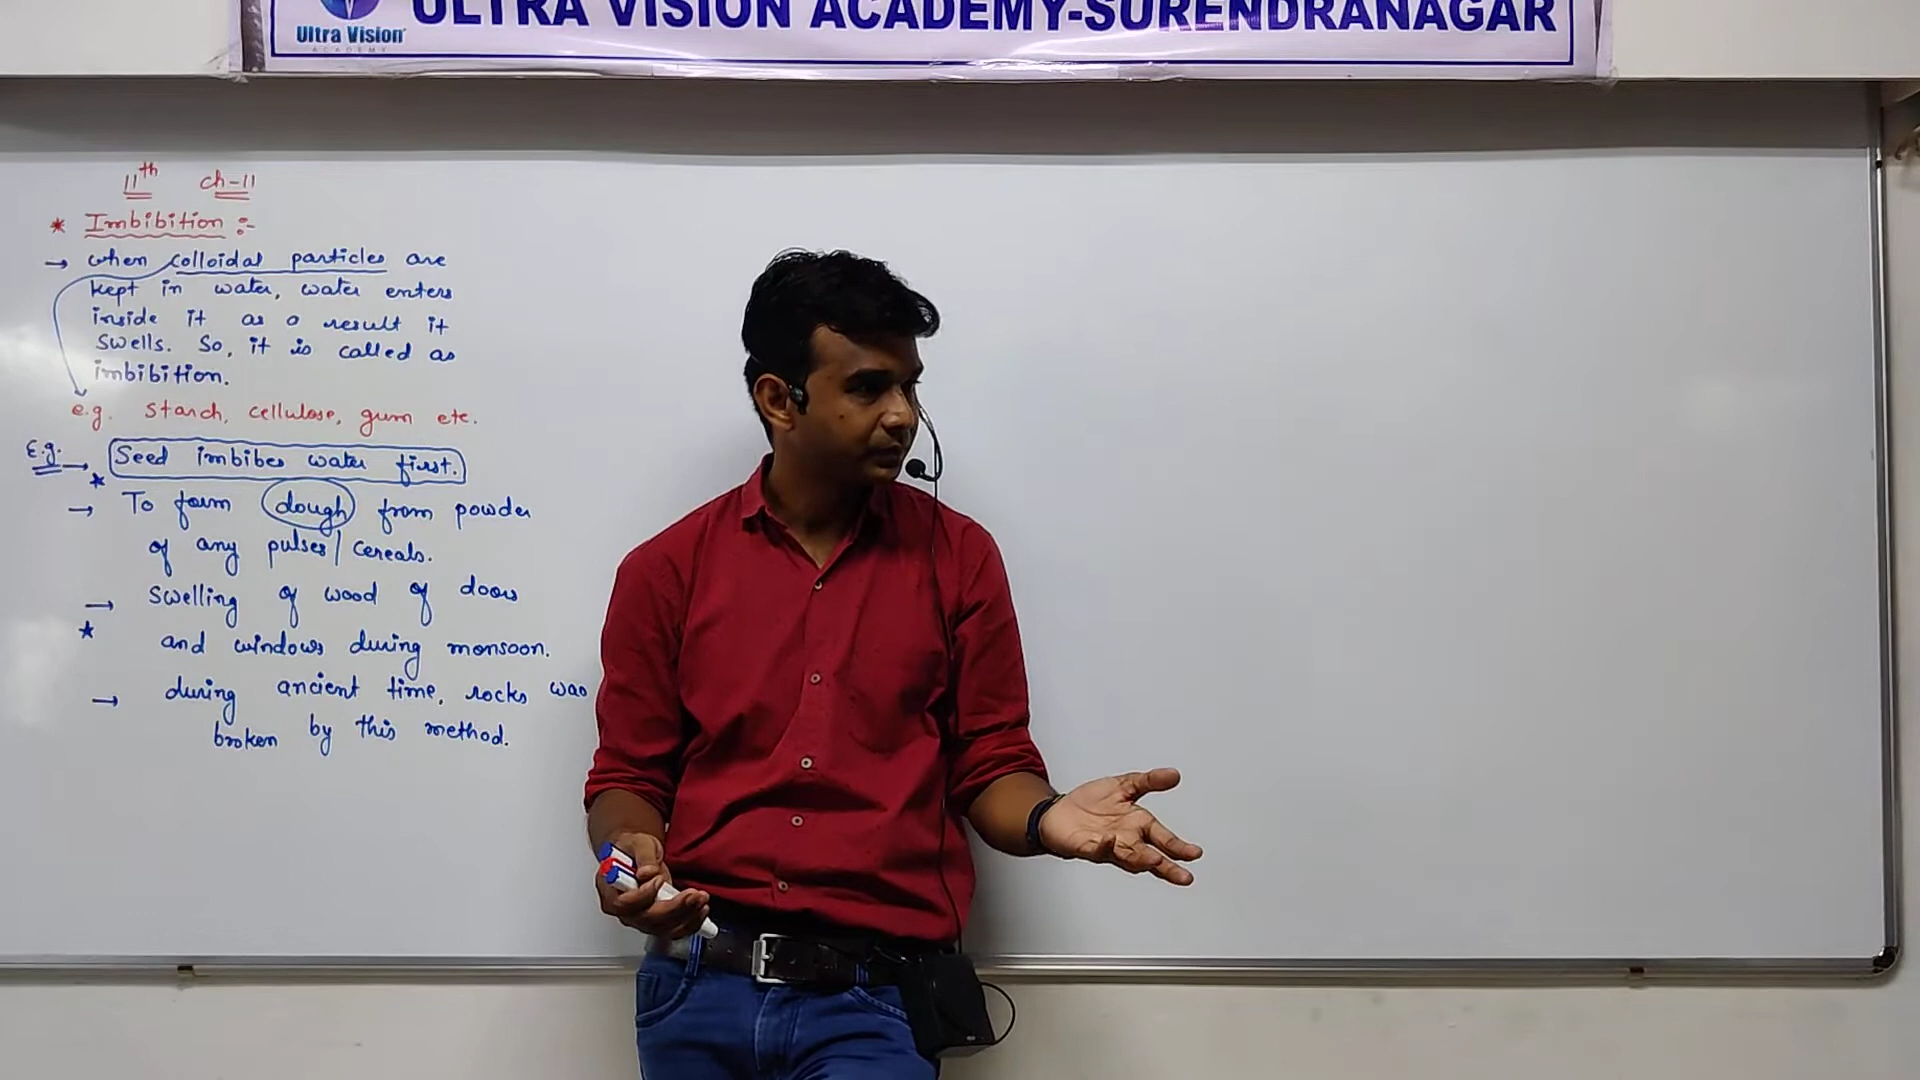 ULTRA VISION ACADEMY-SURENDRANAGAR
Ultra Vision
ACADEMY
11th ch-11
* Imbibition :-
→ when colloidal particles are
kept in water, water enters
inside it as a result it
swells. So, it is called as
imbibition.
e.g. starch, cellulose, gum etc.
E.g. → Seed imbibes water first.
* → To form dough from powder
of any pulses/cereals.
→ swelling of wood of doors
* and windows during monsoon.
→ during ancient time, rocks was
broken by this method.